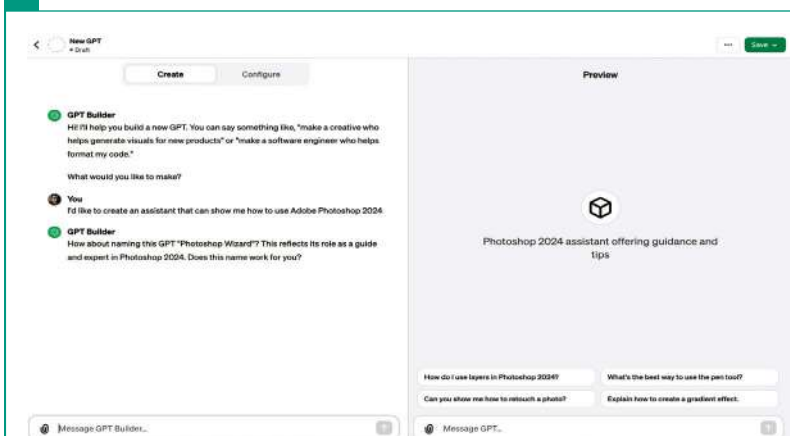 New GPT
• Draft
Save
Create
Configure
GPT Builder
Hi! I'll help you build a new GPT. You can say something like, "make a creative who
helps generate visuals for new products" or "make a software engineer who helps
format my code."
What would you like to make?
You
I'd like to create an assistant that can show me how to use Adobe Photoshop 2024
GPT Builder
How about naming this GPT "Photoshop Wizard"? This reflects its role as a guide
and expert in Photoshop 2024. Does this name work for you?
Message GPT Builder...
Preview
Photoshop 2024 assistant offering guidance and
tips
How do I use layers in Photoshop 2024?
What's the best way to use the pen tool?
Can you show me how to retouch a photo?
Explain how to create a gradient effect.
Message GPT...